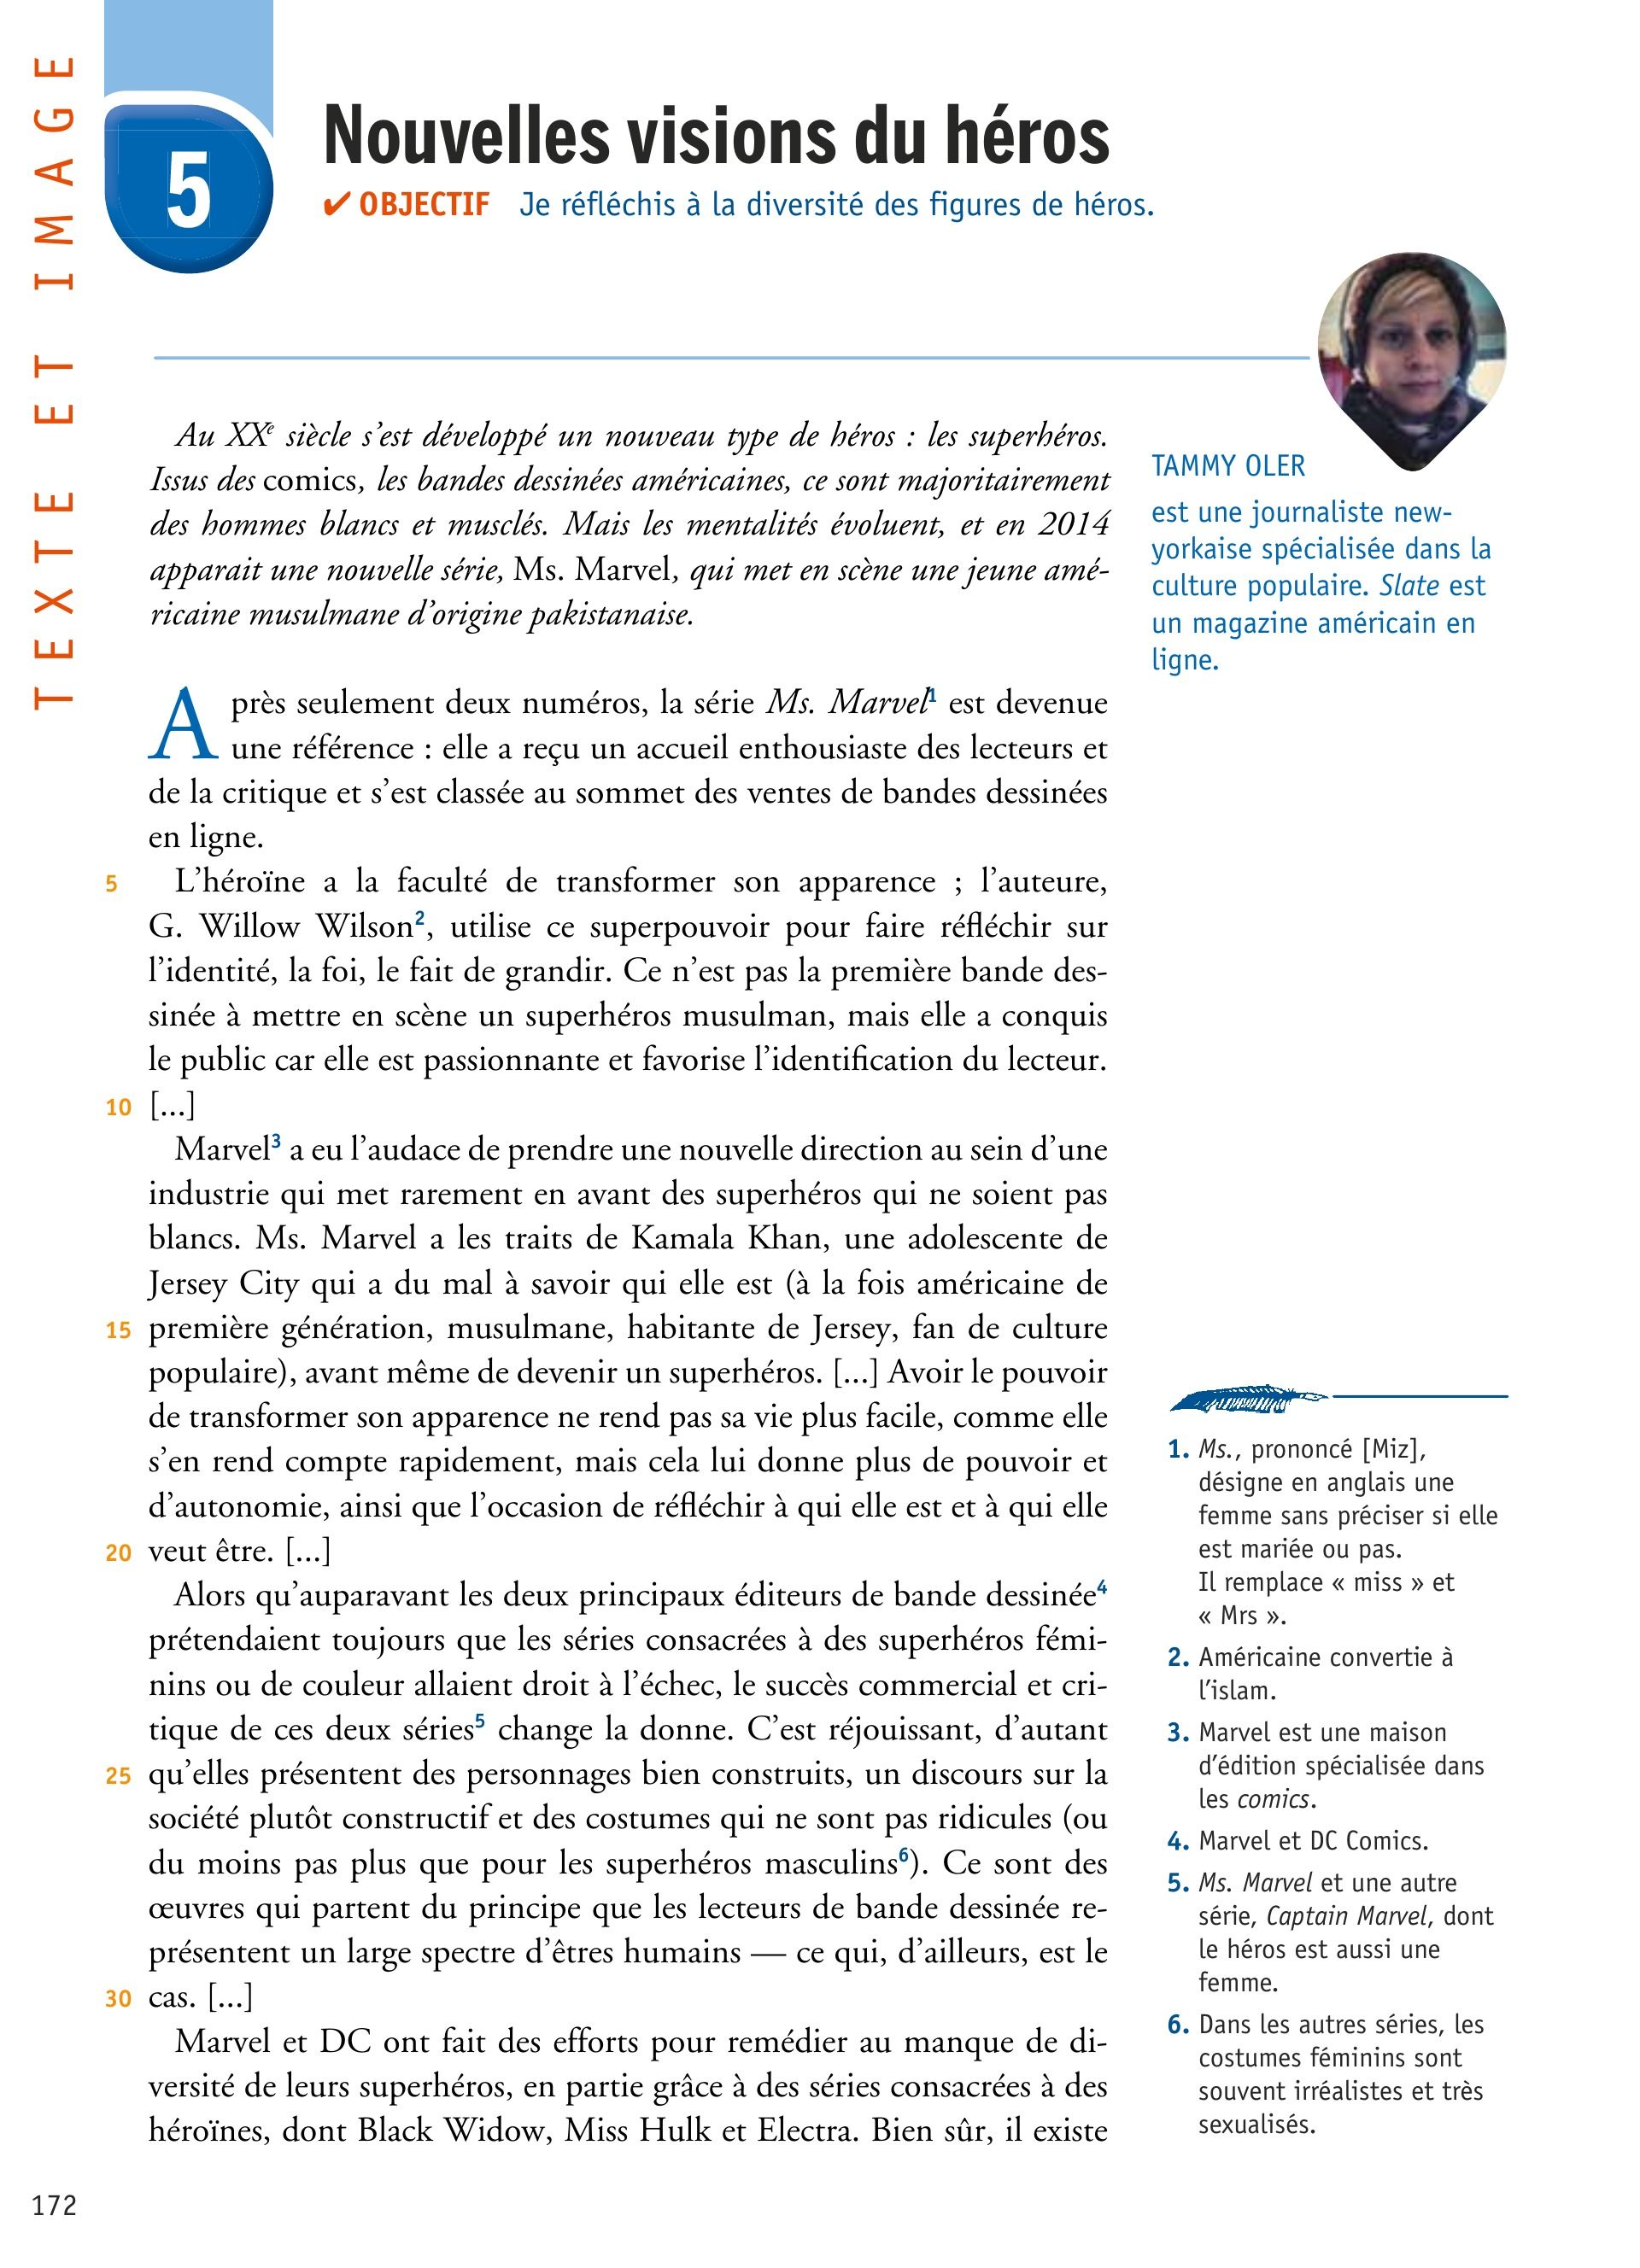 TEXTE ET IMAGE
5
Nouvelles visions du héros
✔ OBJECTIF Je réfléchis à la diversité des figures de héros.
Au XXe siècle s’est développé un nouveau type de héros : les superhéros.
Issus des comics, les bandes dessinées américaines, ce sont majoritairement
des hommes blancs et musclés. Mais les mentalités évoluent, et en 2014
apparait une nouvelle série, Ms. Marvel, qui met en scène une jeune amé-
ricaine musulmane d’origine pakistanaise.
TAMMY OLER
est une journaliste new-
yorkaise spécialisée dans la
culture populaire. Slate est
un magazine américain en
ligne.
Après seulement deux numéros, la série Ms. Marvel1 est devenue
une référence : elle a reçu un accueil enthousiaste des lecteurs et
de la critique et s’est classée au sommet des ventes de bandes dessinées
en ligne.
5 L’héroïne a la faculté de transformer son apparence ; l’auteure,
G. Willow Wilson2, utilise ce superpouvoir pour faire réfléchir sur
l’identité, la foi, le fait de grandir. Ce n’est pas la première bande des-
sinée à mettre en scène un superhéros musulman, mais elle a conquis
le public car elle est passionnante et favorise l’identification du lecteur.
10 [...]
Marvel3 a eu l’audace de prendre une nouvelle direction au sein d’une
industrie qui met rarement en avant des superhéros qui ne soient pas
blancs. Ms. Marvel a les traits de Kamala Khan, une adolescente de
Jersey City qui a du mal à savoir qui elle est (à la fois américaine de
15 première génération, musulmane, habitante de Jersey, fan de culture
populaire), avant même de devenir un superhéros. [...] Avoir le pouvoir
de transformer son apparence ne rend pas sa vie plus facile, comme elle
s’en rend compte rapidement, mais cela lui donne plus de pouvoir et
d’autonomie, ainsi que l’occasion de réfléchir à qui elle est et à qui elle
20 veut être. [...]
Alors qu’auparavant les deux principaux éditeurs de bande dessinée4
prétendaient toujours que les séries consacrées à des superhéros fémi-
nins ou de couleur allaient droit à l’échec, le succès commercial et cri-
tique de ces deux séries5 change la donne. C’est réjouissant, d’autant
25 qu’elles présentent des personnages bien construits, un discours sur la
société plutôt constructif et des costumes qui ne sont pas ridicules (ou
du moins pas plus que pour les superhéros masculins6). Ce sont des
œuvres qui partent du principe que les lecteurs de bande dessinée re-
présentent un large spectre d’êtres humains — ce qui, d’ailleurs, est le
30 cas. [...]
Marvel et DC ont fait des efforts pour remédier au manque de di-
versité de leurs superhéros, en partie grâce à des séries consacrées à des
héroïnes, dont Black Widow, Miss Hulk et Electra. Bien sûr, il existe
1. Ms., prononcé [Miz],
désigne en anglais une
femme sans préciser si elle
est mariée ou pas.
Il remplace « miss » et
« Mrs ».
2. Américaine convertie à
l’islam.
3. Marvel est une maison
d’édition spécialisée dans
les comics.
4. Marvel et DC Comics.
5. Ms. Marvel et une autre
série, Captain Marvel, dont
le héros est aussi une
femme.
6. Dans les autres séries, les
costumes féminins sont
souvent irréalistes et très
sexualisés.
172